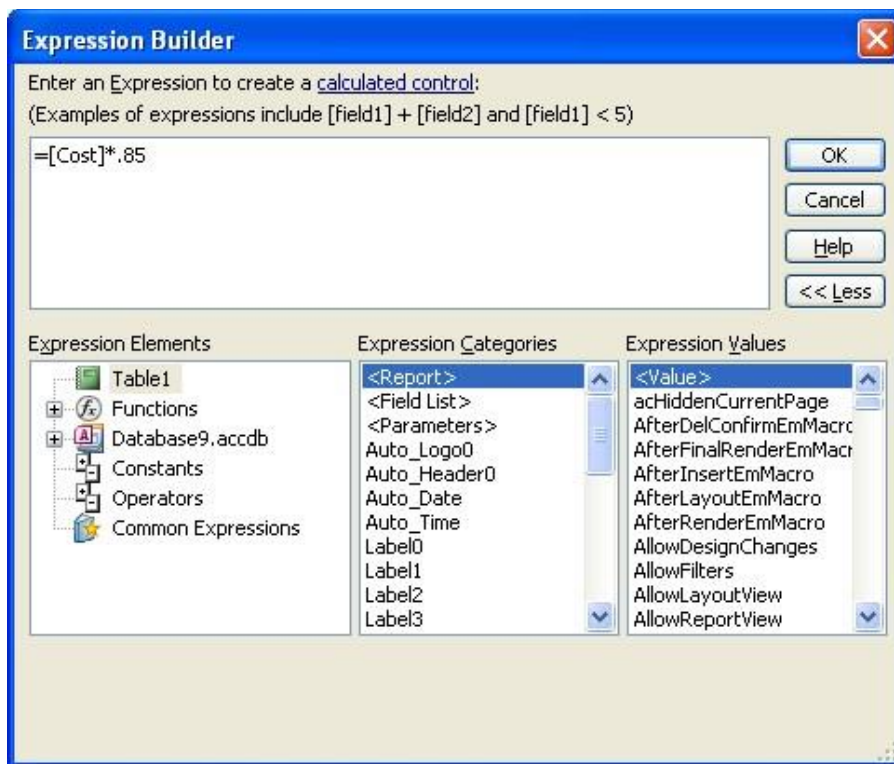 Expression Builder
Enter an Expression to create a calculated control:
(Examples of expressions include [field1] + [field2] and [field1] < 5)
=[Cost]*.85
OK
Cancel
Help
<< Less
Expression Elements
Table1
Functions
Database9.accdb
Constants
Operators
Common Expressions
Expression Categories
<Report>
<Field List>
<Parameters>
Auto_Logo0
Auto_Header0
Auto_Date
Auto_Time
Label0
Label1
Label2
Label3
Expression Values
<Value>
acHiddenCurrentPage
AfterDelConfirmEmMacro
AfterFinalRenderEmMacr
AfterInsertEmMacro
AfterLayoutEmMacro
AfterRenderEmMacro
AllowDesignChanges
AllowFilters
AllowLayoutView
AllowReportView